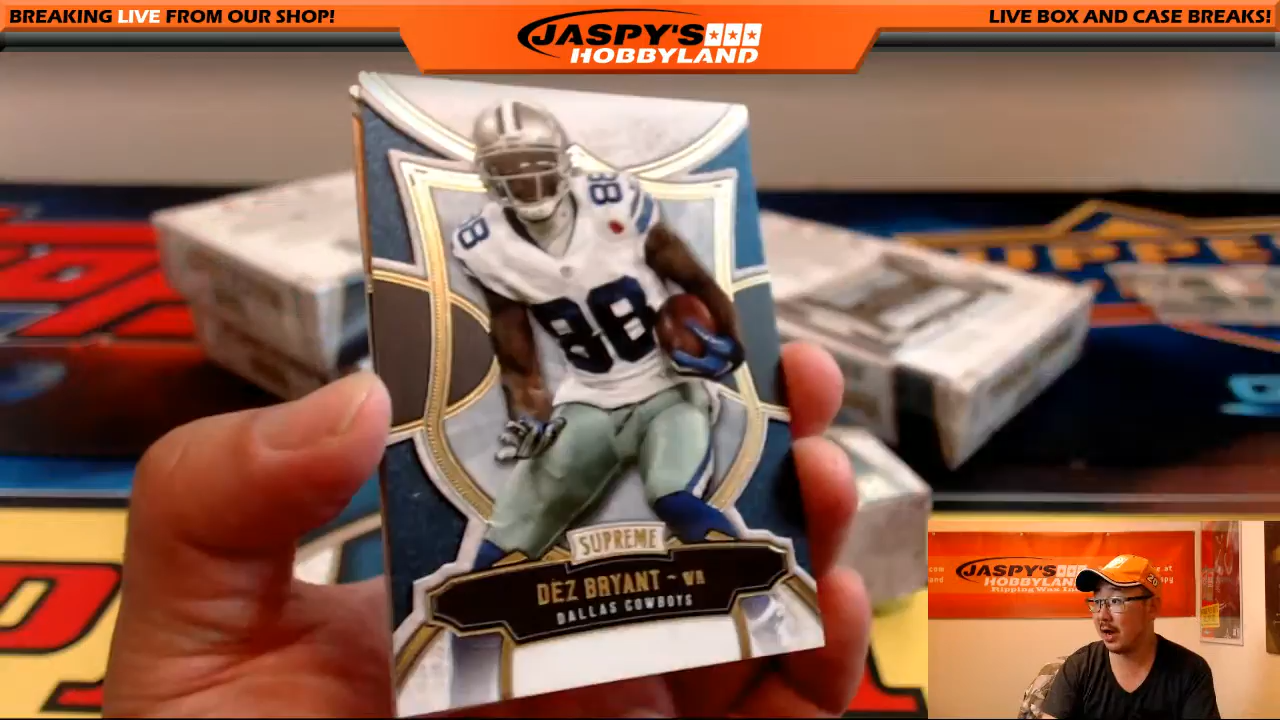 BREAKING LIVE FROM OUR SHOP!
JASPY'S
HOBBYLAND
LIVE BOX AND CASE BREAKS!
88
88
88
SUPREME
DEZ BRYANT - WR
DALLAS COWBOYS
JASPY'S
HOBBYLAND